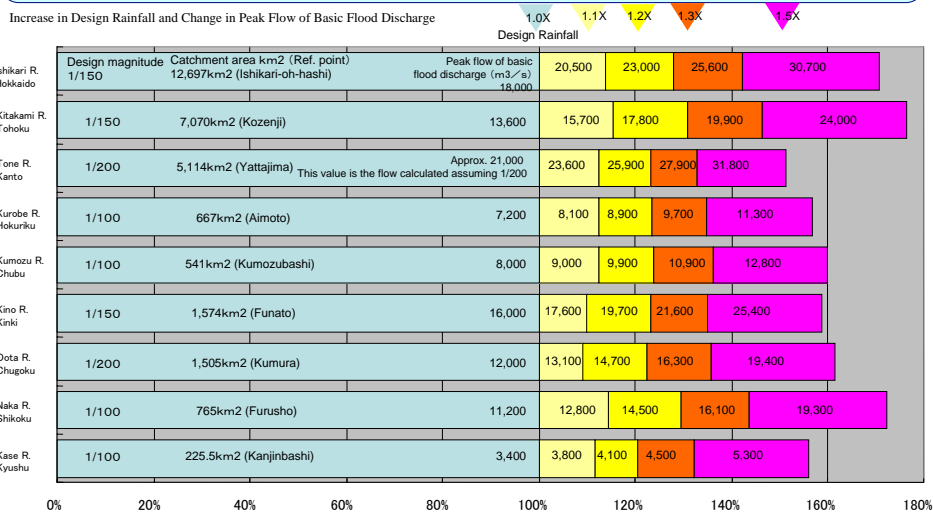 Increase in Design Rainfall and Change in Peak Flow of Basic Flood Discharge
1.0X 1.1X 1.2X 1.3X 1.5X
Design Rainfall
shikari R. Design magnitude Catchment area km2 (Ref. point) Peak flow of basic
Hokkaido 1/150 12,697km2 (Ishikari-oh-hashi) flood discharge (m3/s) 20,500 23,000 25,600 30,700
18,000
Kitakami R.
Tohoku 1/150 7,070km2 (Kozenji) 13,600 15,700 17,800 19,900 24,000
Tone R. Approx. 21,000
Kanto 1/200 5,114km2 (Yattajima) This value is the flow calculated assuming 1/200 23,600 25,900 27,900 31,800
Kurobe R.
Hokuriku 1/100 667km2 (Aimoto) 7,200 8,100 8,900 9,700 11,300
Kumozu R.
Chubu 1/100 541km2 (Kumozubashi) 8,000 9,000 9,900 10,900 12,800
Kino R.
Kinki 1/150 1,574km2 (Funato) 16,000 17,600 19,700 21,600 25,400
Oota R.
Chugoku 1/200 1,505km2 (Kumura) 12,000 13,100 14,700 16,300 19,400
Naka R.
Shikoku 1/100 765km2 (Furusho) 11,200 12,800 14,500 16,100 19,300
Kase R.
Kyushu 1/100 225.5km2 (Kanjinbashi) 3,400 3,800 4,100 4,500 5,300
0% 20% 40% 60% 80% 100% 120% 140% 160% 180%